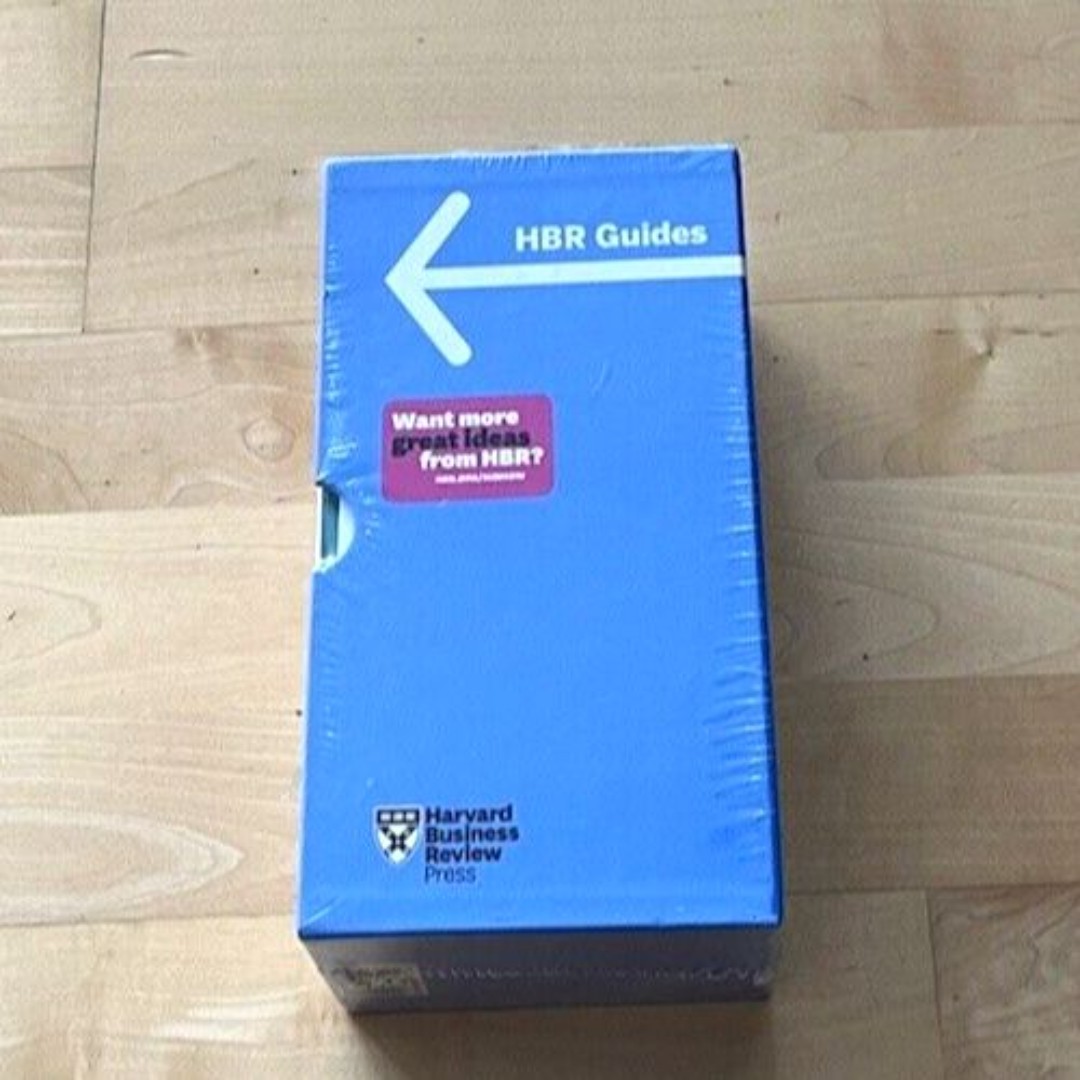 HBR Guides
Want more
great ideas
from HBR?
Harvard
Business
Review
Press